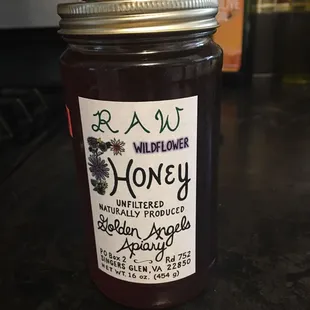 RAW
WILDFLOWER
HONEY
UNFILTERED
NATURALLY PRODUCED
Golden Angels
Apiary
PO Box 2 Rd 752
SINGERS GLEN, VA 22850
NET WT. 16 oz. (454 g)